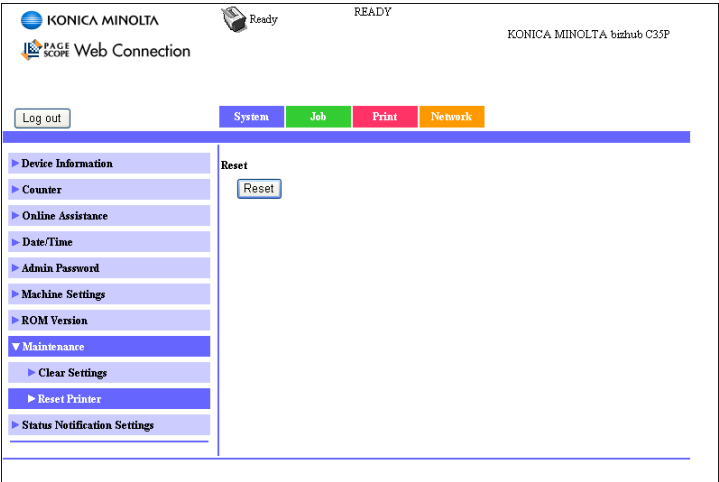 KONICA MINOLTA
PAGE SCOPE Web Connection
Ready
READY
KONICA MINOLTA bizhub C35P
Log out
System
Job
Print
Network
Device Information
Counter
Online Assistance
Date/Time
Admin Password
Machine Settings
ROM Version
Maintenance
Clear Settings
Reset Printer
Status Notification Settings
Reset
Reset